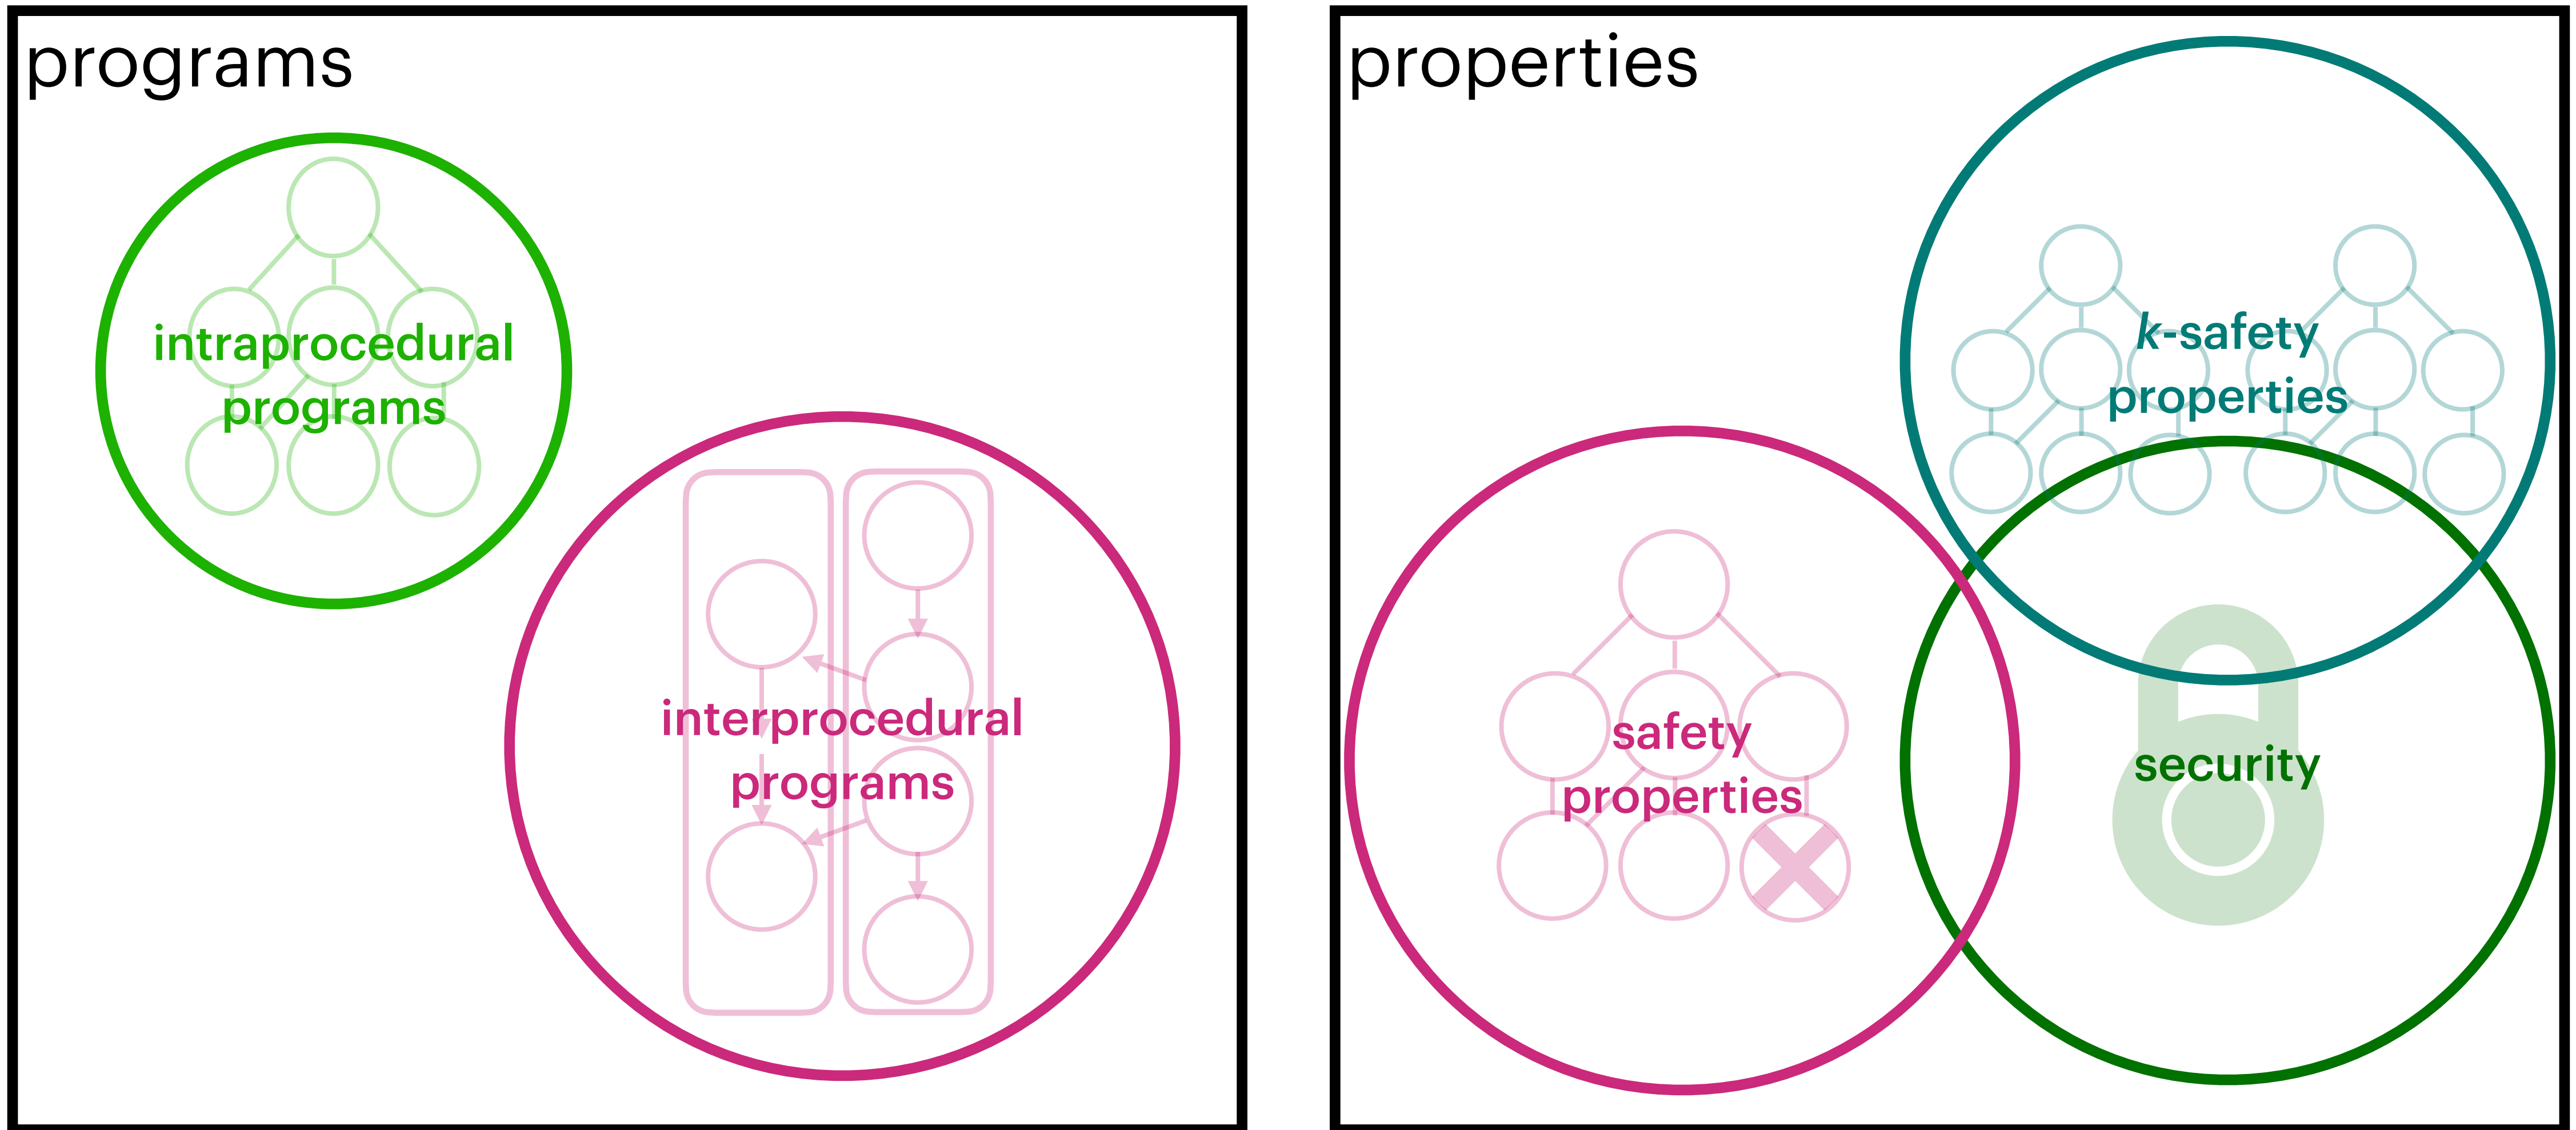 programs
intraprocedural
programs
interprocedural
programs
properties
k-safety
properties
safety
properties
security